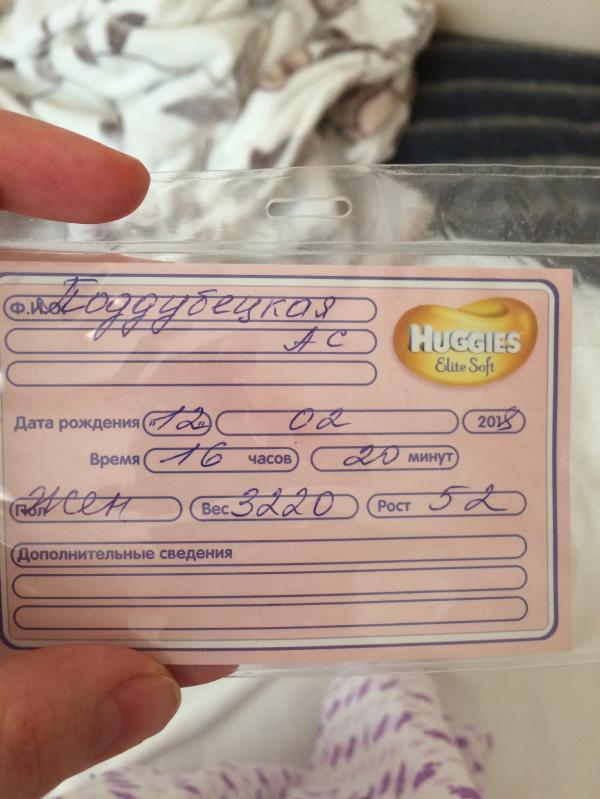 Ф.И.О. Поддубецкая
А С
HUGGIES
Elite Soft
Дата рождения «12» 02 2018
Время 16 часов 20 минут
Пол Жен Вес 3220 Рост 52
Дополнительные сведения